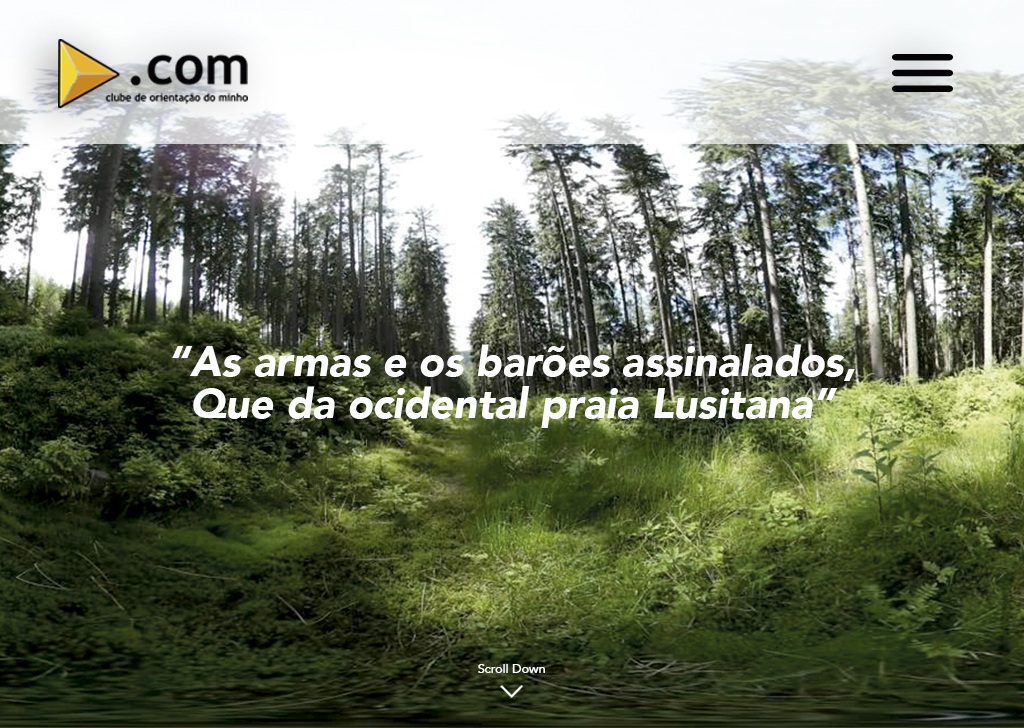 .com
clube de orientação do minho
“As armas e os barões assinalados,
Que da ocidental praia Lusitana”
Scroll Down